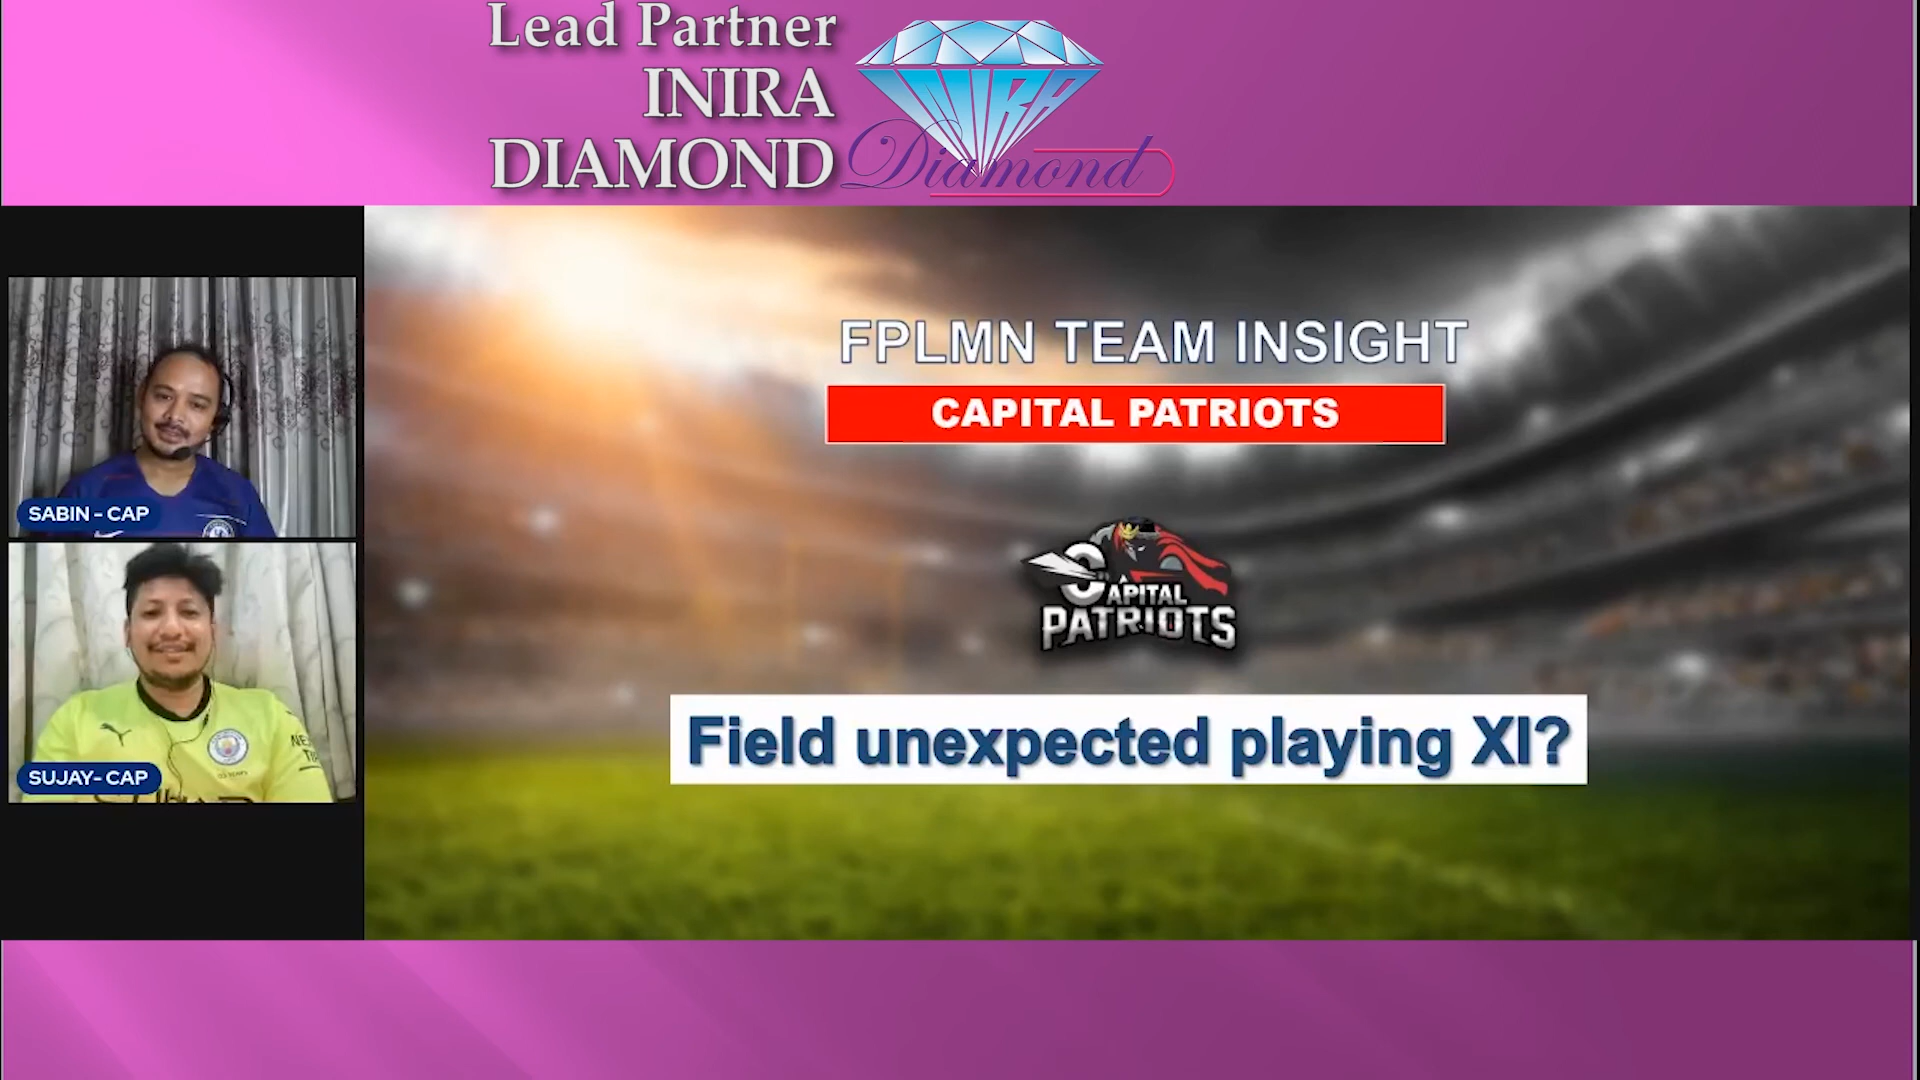 Lead Partner
INIRA
DIAMOND
INIRA
Diamond
FPLMN TEAM INSIGHT
CAPITAL PATRIOTS
CAPITAL
PATRIOTS
Field unexpected playing XI?
SABIN - CAP
SUJAY- CAP